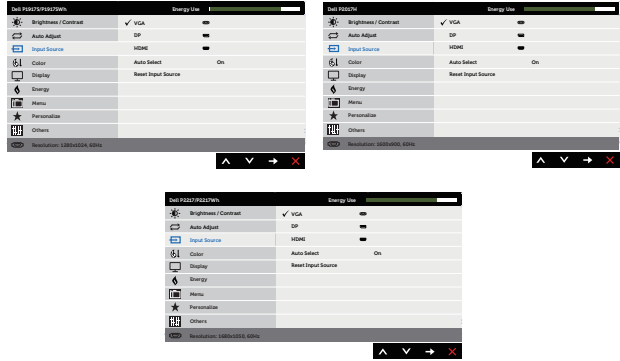 Dell P1917S/P1917SWh Energy Use
Brightness / Contrast ✓ VGA
Auto Adjust DP
Input Source HDMI
Color Auto Select On
Display Reset Input Source
Energy
Menu
Personalize
Others
Resolution: 1280x1024, 60Hz
Dell P2017H Energy Use
Brightness / Contrast ✓ VGA
Auto Adjust DP
Input Source HDMI
Color Auto Select On
Display Reset Input Source
Energy
Menu
Personalize
Others
Resolution: 1600x900, 60Hz
Dell P2217/P2217Wh Energy Use
Brightness / Contrast ✓ VGA
Auto Adjust DP
Input Source HDMI
Color Auto Select On
Display Reset Input Source
Energy
Menu
Personalize
Others
Resolution: 1680x1050, 60Hz